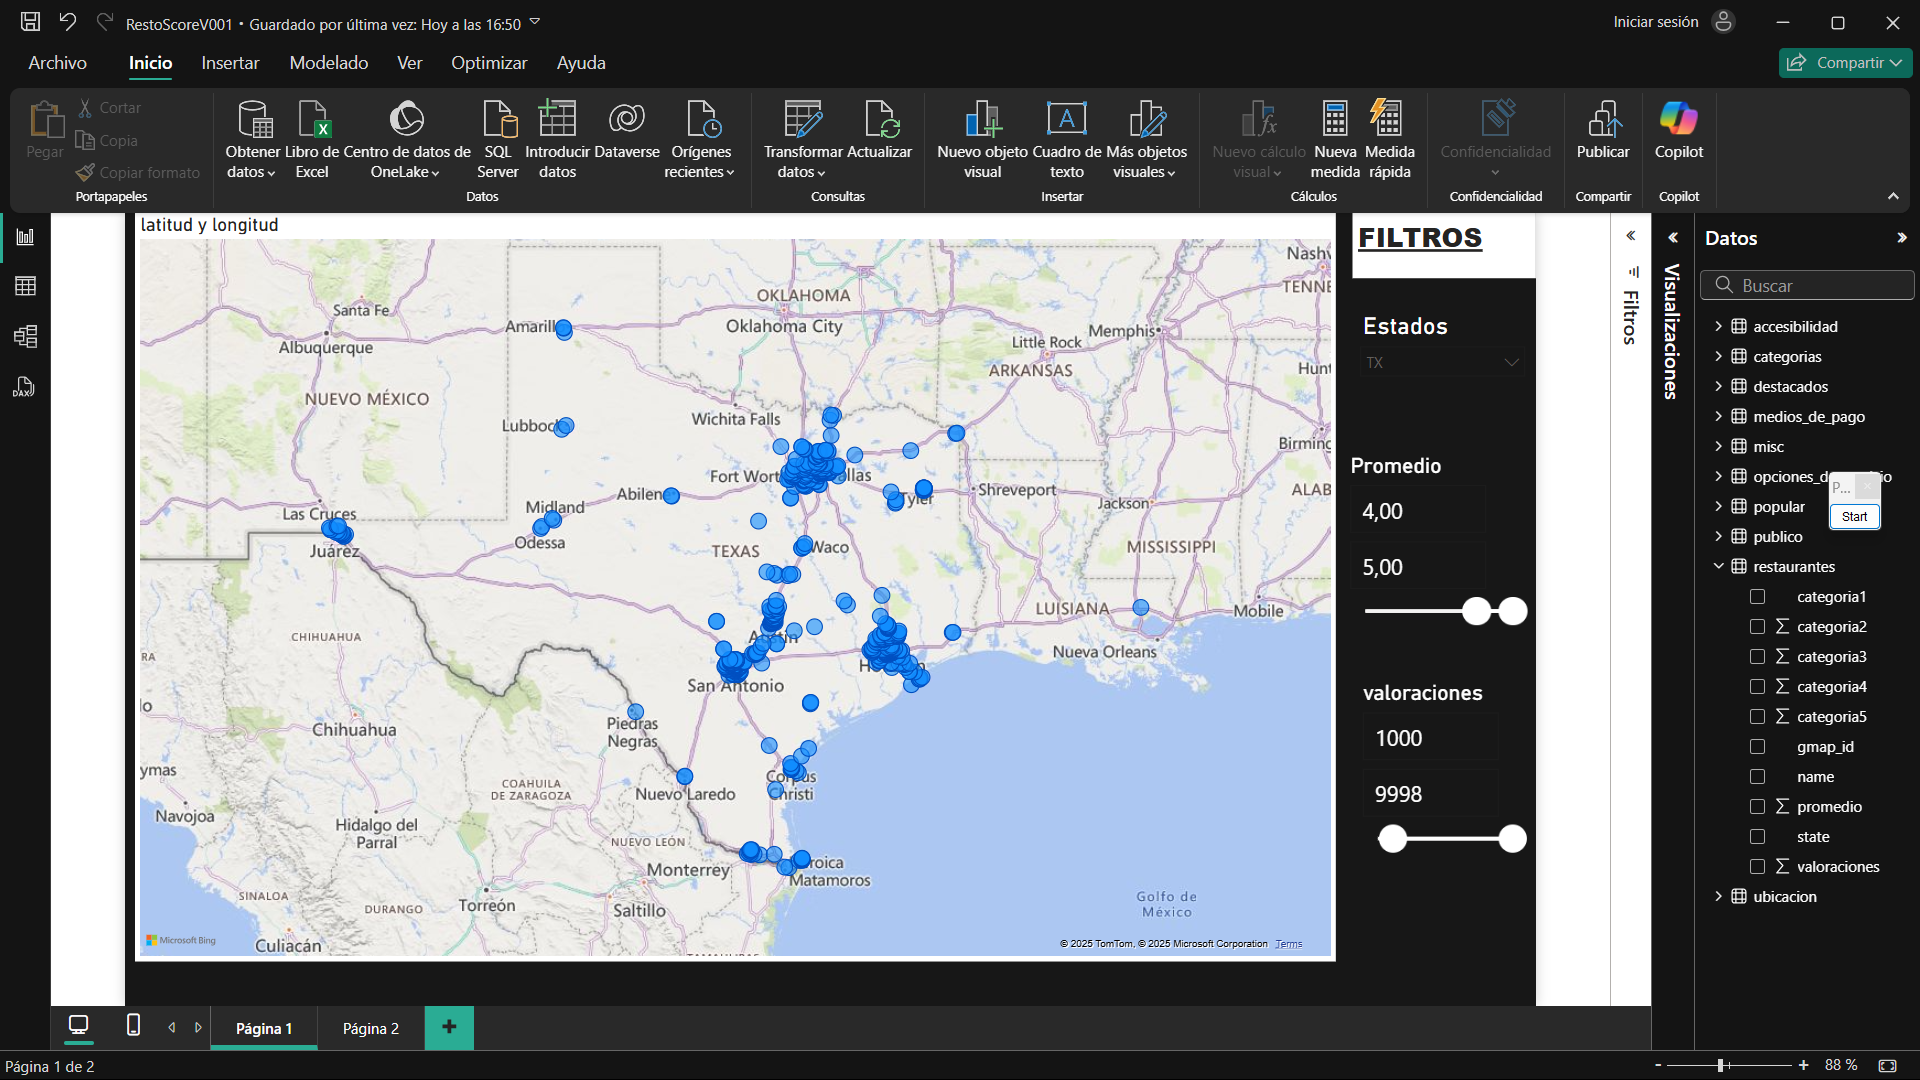 RestoScoreV001 • Guardado por última vez: Hoy a las 16:50
Iniciar sesión
Archivo
Inicio
Insertar
Modelado
Ver
Optimizar
Ayuda
Compartir
Pegar
Cortar
Copia
Copiar formato
Portapapeles
Obtener datos
Libro de Excel
Centro de datos de OneLake
SQL Server
Introducir datos
Dataverse
Orígenes recientes
Datos
Transformar datos
Actualizar
Consultas
Nuevo objeto visual
Cuadro de texto
Más objetos visuales
Insertar
Nuevo cálculo visual
Nueva medida
Medida rápida
Cálculos
Confidencialidad
Confidencialidad
Publicar
Compartir
Copilot
Copilot
latitud y longitud
Nashv
TENNE
OKLAHOMA
Santa Fe
Oklahoma City
Amarill
Memphis
Albuquerque
Little Rock
ARKANSAS
Hunt
NUEVO MÉXICO
Wichita Falls
Lubboc
Birming
Fort Wort
llas
Abilene
Midland
Tyler
Shreveport
ALAB
Jackson
Las Cruces
Odessa
Juárez
TEXAS
Waco
MISSISSIPPI
LUISIANA
Mobile
CHIHUAHUA
Nueva Orleans
RA
San Antonio
lo
Piedras Negras
Chihuahua
ymas
COAHUILA DE ZARAGOZA
Nuevo Laredo
Corpus Christi
Navojoa
Hidalgo del Parral
NUEVO LEÓN
Monterrey
roica Matamoros
SINALOA
DURANGO
Torreón
Saltillo
Golfo de México
Culiacán
TAMAULIPAS
Microsoft Bing
© 2025 TomTom, © 2025 Microsoft Corporation Terms
FILTROS
Estados
TX
Promedio
4,00
5,00
valoraciones
1000
9998
Filtros
Visualizaciones
Datos
Buscar
accesibilidad
categorias
destacados
medios_de_pago
misc
opciones_d
io
P...
Start
popular
publico
restaurantes
categoria1
categoria2
categoria3
categoria4
categoria5
gmap_id
name
promedio
state
valoraciones
ubicacion
Página 1
Página 2
Página 1 de 2
88 %